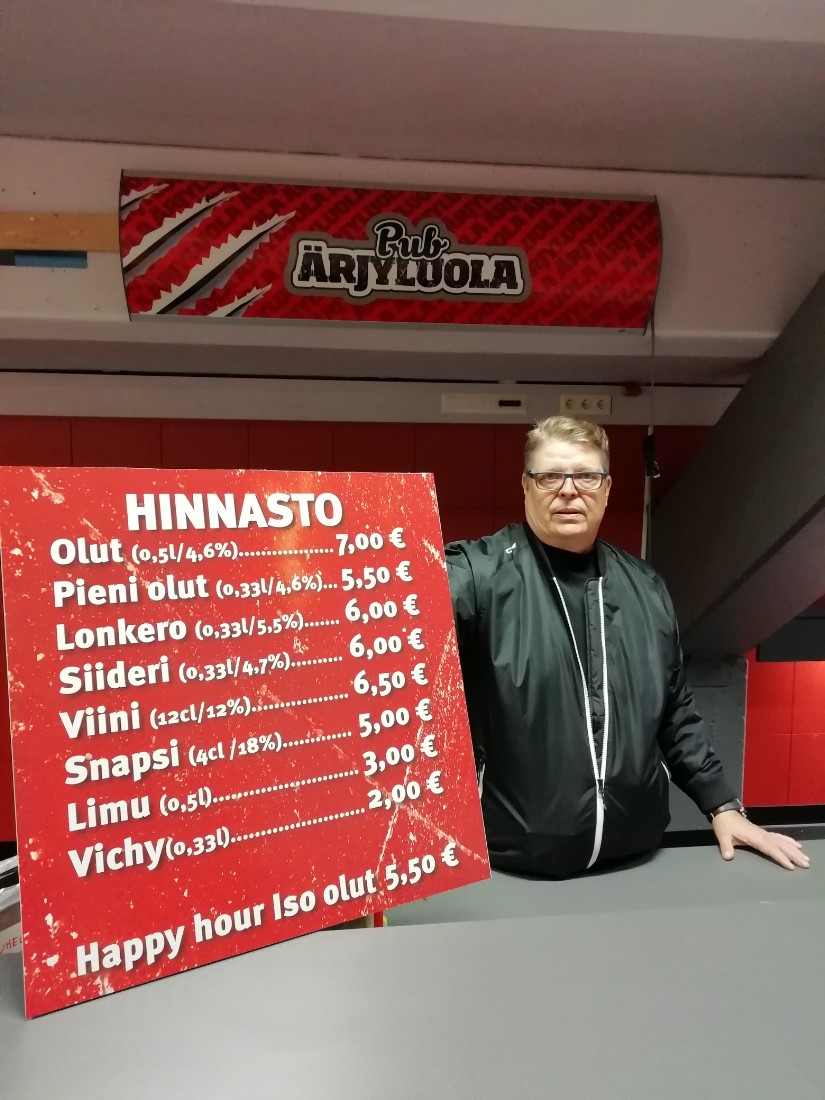 Pub
ÄRJYLUOLA
HINNASTO
Olut (0,5l/4,6%)..................7,00 €
Pieni olut (0,33l/4,6%)...5,50 €
Lonkero (0,33l/5,5%)....... 6,00 €
Siideri (0,33l/4,7%).......... 6,00 €
Viini (12cl/12%)................... 6,50 €
Snapsi (4cl /18%)............. 5,00 €
Limu (0,5l)........................... 3,00 €
Vichy(0,33l)......................... 2,00 €
Happy hour Iso olut 5,50 €